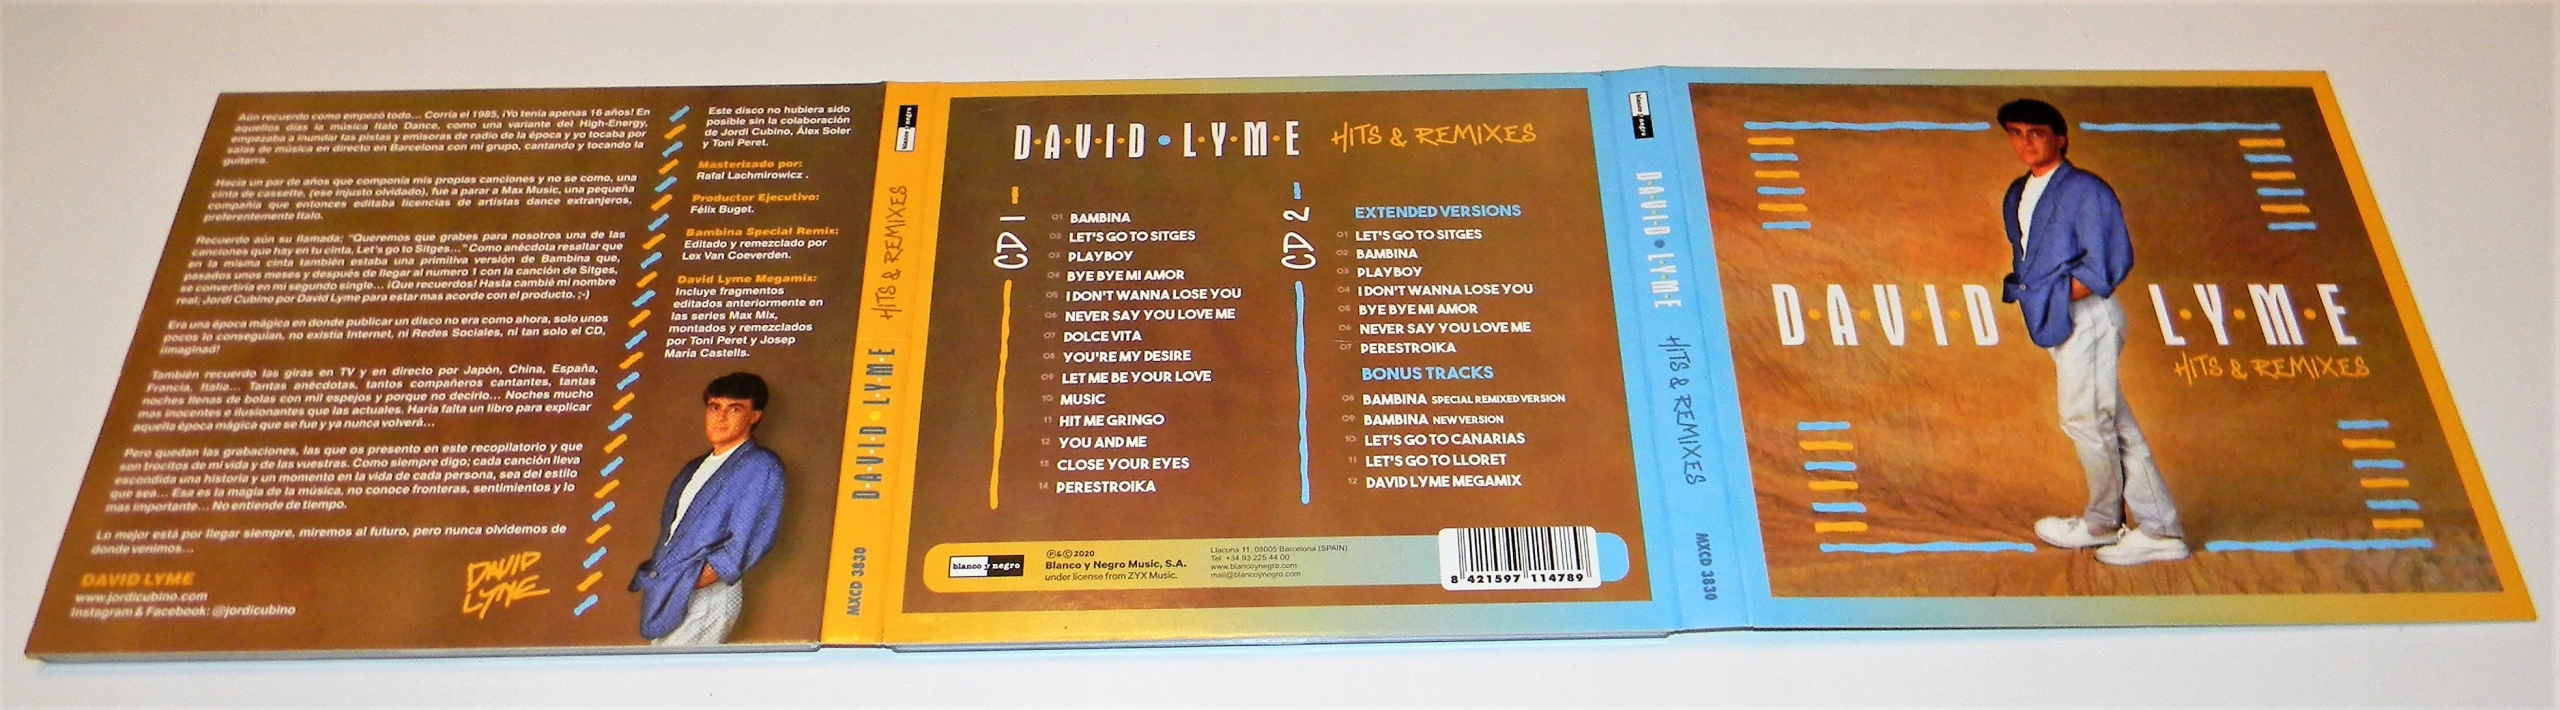 Aún recuerdo como empezó todo... Corría el 1985, ¡Yo tenía apenas 16 años! En
aquellos días la música Italo Dance, como una variante del High-Energy,
empezaba a inundar las pistas y emisoras de radio de la época y yo tocaba por
salas de música en directo en Barcelona con mi grupo, cantando y tocando la
guitarra.
Hacía un par de años que componía mis propias canciones y no se como, una
cinta de cassette, (ese injusto olvidado), fue a parar a Max Music, una pequeña
compañía que entonces editaba licencias de artistas dance extranjeros,
preferentemente Italo.
Recuerdo aún su llamada; "Queremos que grabes para nosotros una de las
canciones que hay en tu cinta, Let's go to Sitges..." Como anécdota resaltar que
en la misma cinta también estaba una primitiva versión de Bambina que,
pasados unos meses y después de llegar al numero 1 con la canción de Sitges,
se convertiría en mi segundo single... ¡Que recuerdos! Hasta cambié mi nombre
real, Jordi Cubino por David Lyme para estar mas acorde con el producto. ;-)
Era una época mágica en donde publicar un disco no era como ahora, solo unos
pocos lo conseguían, no existía Internet, ni Redes Sociales, ni tan solo el CD,
¡imaginad!
También recuerdo las giras en TV y en directo por Japón, China, España,
Francia, Italia... Tantas anécdotas, tantos compañeros cantantes, tantas
noches llenas de bolas con mil espejos y porque no decirlo... Noches mucho
mas inocentes e ilusionantes que las actuales. Haría falta un libro para explicar
aquella época mágica que se fue y ya nunca volverá...
Pero quedan las grabaciones, las que os presento en este recopilatorio y que
son trocitos de mi vida y de las vuestras. Como siempre digo; cada canción lleva
escondida una historia y un momento en la vida de cada persona, sea del estilo
que sea... Esa es la magia de la música, no conoce fronteras, sentimientos y lo
mas importante... No entiende de tiempo.
Lo mejor está por llegar siempre, miremos al futuro, pero nunca olvidemos de
donde venimos...
DAVID LYME
www.jordicubino.com
Instagram & Facebook: @jordicubino
DAVID
LYME
Este disco no hubiera sido
posible sin la colaboración
de Jordi Cubino, Álex Soler
y Toni Peret.
Masterizado por:
Rafal Lachmirowicz .
Productor Ejecutivo:
Félix Buget.
Bambina Special Remix:
Editado y remezclado por
Lex Van Coeverden.
David Lyme Megamix:
Incluye fragmentos
editados anteriormente en
las series Max Mix,
montados y remezclados
por Toni Peret y Josep
María Castells.
blanco y negro
HITS & REMIXES
D·A·V·I·D • L·Y·M·E
MXCD 3830
D·A·V·I·D • L·Y·M·E HITS & REMIXES
CD 1
01 BAMBINA
02 LET'S GO TO SITGES
03 PLAYBOY
04 BYE BYE MI AMOR
05 I DON'T WANNA LOSE YOU
06 NEVER SAY YOU LOVE ME
07 DOLCE VITA
08 YOU'RE MY DESIRE
09 LET ME BE YOUR LOVE
10 MUSIC
11 HIT ME GRINGO
12 YOU AND ME
13 CLOSE YOUR EYES
14 PERESTROIKA
CD 2
EXTENDED VERSIONS
01 LET'S GO TO SITGES
02 BAMBINA
03 PLAYBOY
04 I DON'T WANNA LOSE YOU
05 BYE BYE MI AMOR
06 NEVER SAY YOU LOVE ME
07 PERESTROIKA
BONUS TRACKS
08 BAMBINA SPECIAL REMIXED VERSION
09 BAMBINA NEW VERSION
10 LET'S GO TO CANARIAS
11 LET'S GO TO LLORET
12 DAVID LYME MEGAMIX
blanco y negro
℗&© 2020
Blanco y Negro Music, S.A.
under license from ZYX Music.
Llacuna 11, 08005 Barcelona (SPAIN)
Tel. +34 93 225 44 00
www.blancoynegro.com
mail@blancoynegro.com
8 421597 114789
blanco y negro
D·A·V·I·D • L·Y·M·E
HITS & REMIXES
MXCD 3830
D·A·V·I·D L·Y·M·E
HITS & REMIXES